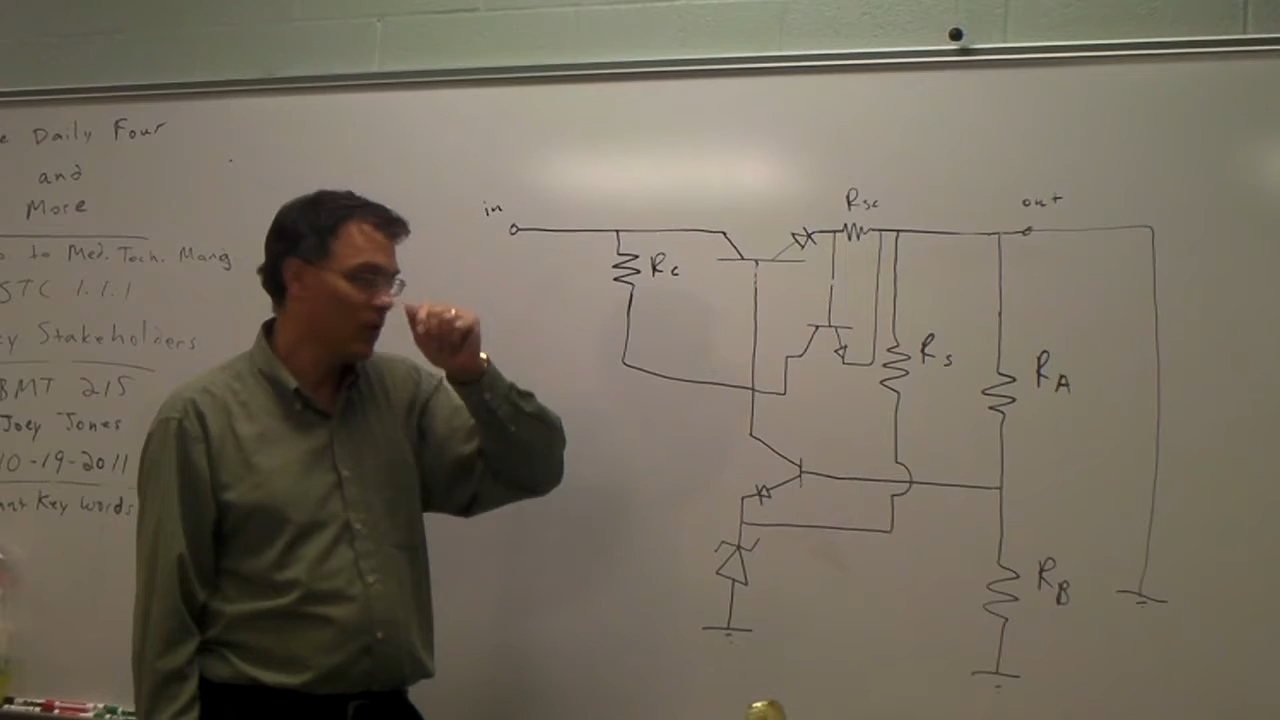 Daily Four
and
More
to Med. Tech. Mang
STC 1.1.1
Key Stakeholders
BMT 215
Joey Jones
10-19-2011
Key Words
in
Rc
Rsc
out
Rs
RA
RB